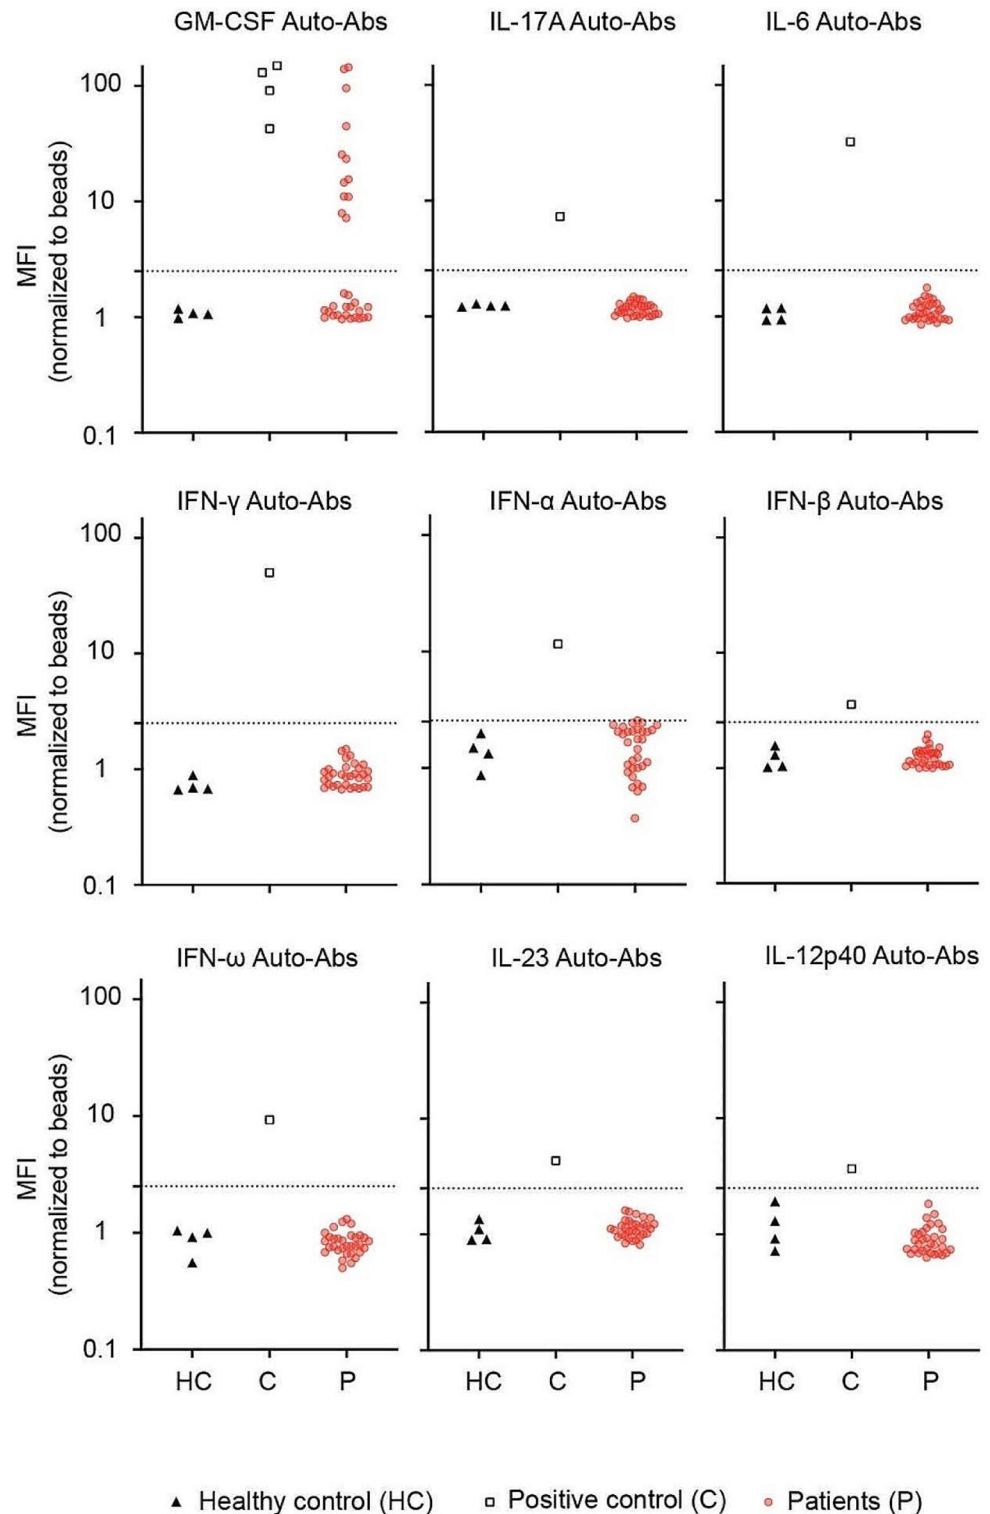 GM-CSF Auto-Abs IL-17A Auto-Abs IL-6 Auto-Abs
100
10
1
0.1
MFI
(normalized to beads)
IFN-γ Auto-Abs IFN-α Auto-Abs IFN-β Auto-Abs
100
10
1
0.1
MFI
(normalized to beads)
IFN-ω Auto-Abs IL-23 Auto-Abs IL-12p40 Auto-Abs
100
10
1
0.1
MFI
(normalized to beads)
HC C P HC C P HC C P
Healthy control (HC) Positive control (C) Patients (P)